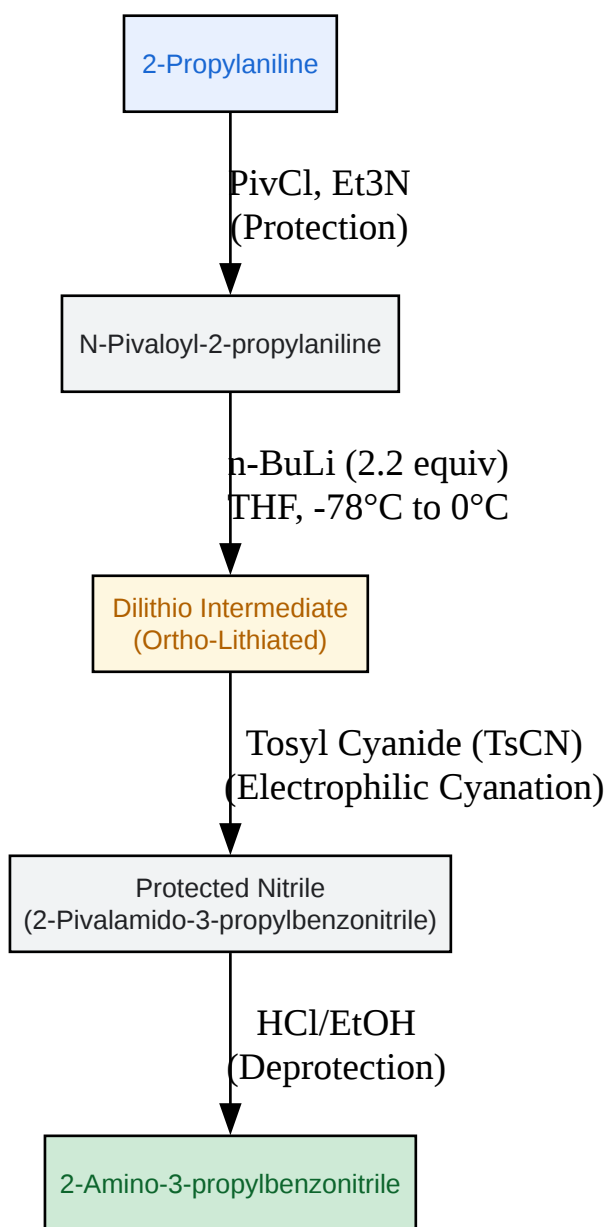 2-Propylaniline
PivCl, Et3N
(Protection)
N-Pivaloyl-2-propylaniline
n-BuLi (2.2 equiv)
THF, -78°C to 0°C
Dilithio Intermediate
(Ortho-Lithiated)
Tosyl Cyanide (TsCN)
(Electrophilic Cyanation)
Protected Nitrile
(2-Pivalamido-3-propylbenzonitrile)
HCl/EtOH
(Deprotection)
2-Amino-3-propylbenzonitrile